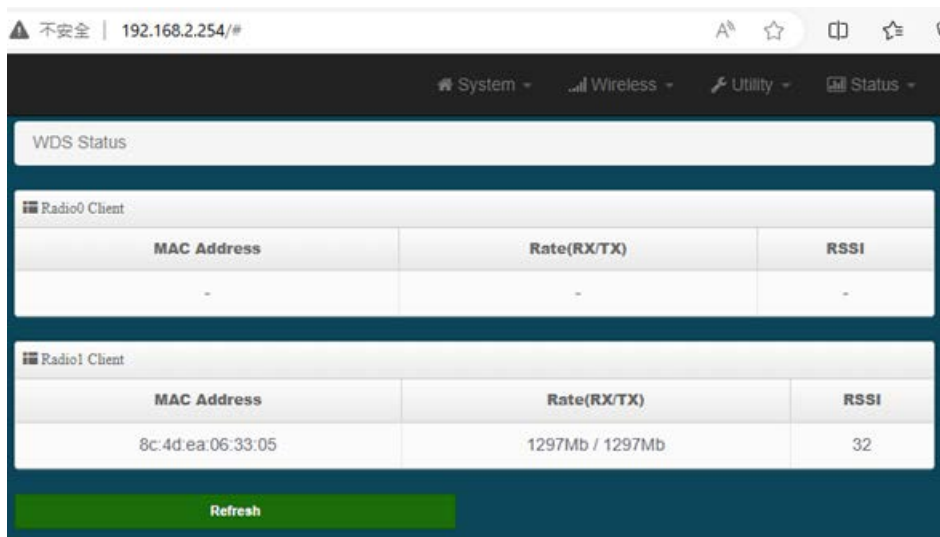 不安全 | 192.168.2.254/#
System Wireless Utility Status
WDS Status
Radio0 Client
MAC Address Rate(RX/TX) RSSI
- - -
Radio1 Client
MAC Address Rate(RX/TX) RSSI
8c:4d:ea:06:33:05 1297Mb / 1297Mb 32
Refresh